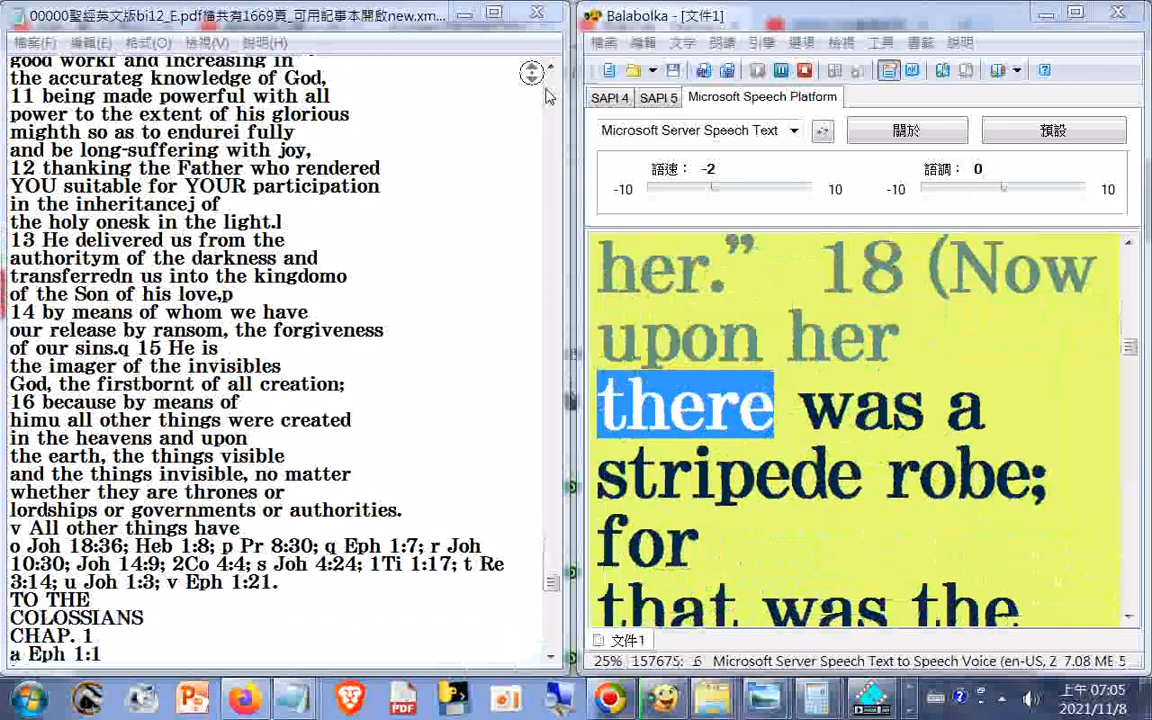 00000聖經英文版bi12_E.pdf檔共有1669頁_可用記事本開啟new.xm...
檔案(F) 編輯(E) 格式(O) 檢視(V) 說明(H)
good workf and increasing in
the accurateg knowledge of God,
11 being made powerful with all
power to the extent of his glorious
mighth so as to endurei fully
and be long-suffering with joy,
12 thanking the Father who rendered
YOU suitable for YOUR participation
in the inheritancej of
the holy onesk in the light.l
13 He delivered us from the
authoritym of the darkness and
transferredn us into the kingdomo
of the Son of his love,p
14 by means of whom we have
our release by ransom, the forgiveness
of our sins.q 15 He is
the imager of the invisibles
God, the firstbornt of all creation;
16 because by means of
himu all other things were created
in the heavens and upon
the earth, the things visible
and the things invisible, no matter
whether they are thrones or
lordships or governments or authorities.
v All other things have
o Joh 18:36; Heb 1:8; p Pr 8:30; q Eph 1:7; r Joh
10:30; Joh 14:9; 2Co 4:4; s Joh 4:24; 1Ti 1:17; t Re
3:14; u Joh 1:3; v Eph 1:21.
TO THE
COLOSSIANS
CHAP. 1
a Eph 1:1
Balabolka - [文件1]
檔案 編輯 文字 朗讀 引擎 選項 檢視 工具 書籤 說明
SAPI 4 SAPI 5 Microsoft Speech Platform
Microsoft Server Speech Text 關於 預設
語速： -2 語調： 0
-10 10 -10 10
her.” 18 (Now
upon her
there was a
stripede robe;
for
that was the
文件1
25% 157675: 6 Microsoft Server Speech Text to Speech Voice (en-US, Z 7.08 MB 5
PDF
上午 07:05
2021/11/8